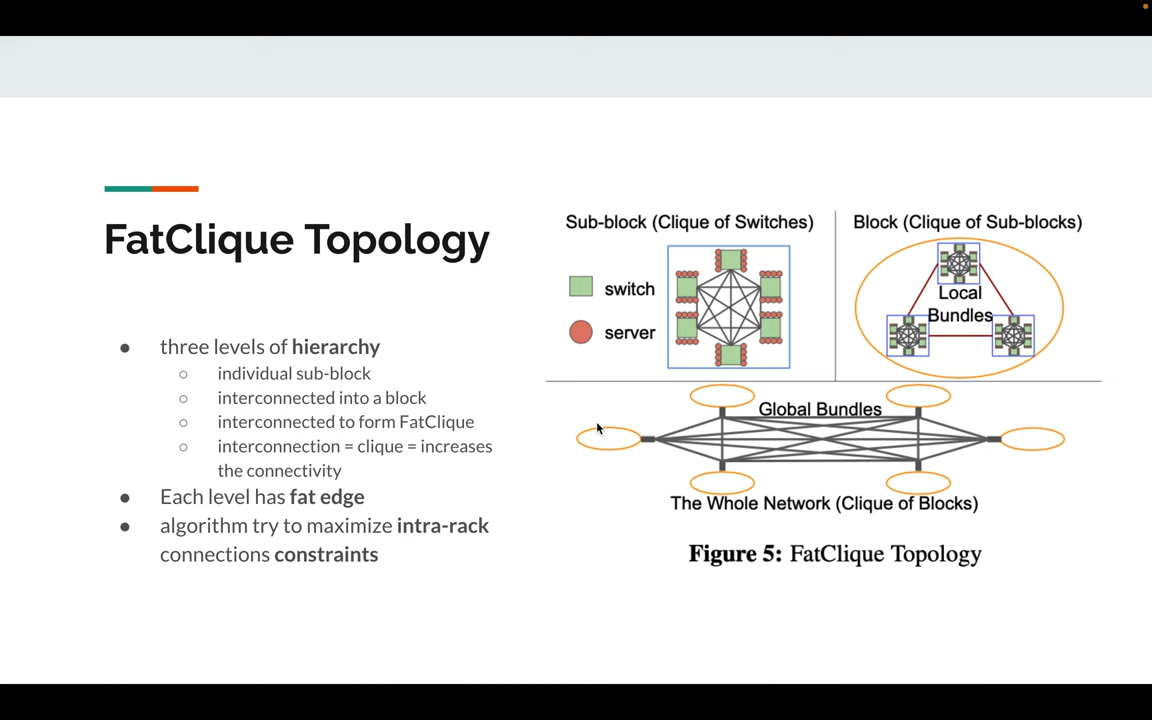 FatClique Topology
● three levels of hierarchy
○ individual sub-block
○ interconnected into a block
○ interconnected to form FatClique
○ interconnection = clique = increases
the connectivity
● Each level has fat edge
● algorithm try to maximize intra-rack
connections constraints
Sub-block (Clique of Switches)
switch
server
Block (Clique of Sub-blocks)
Local
Bundles
Global Bundles
The Whole Network (Clique of Blocks)
Figure 5: FatClique Topology